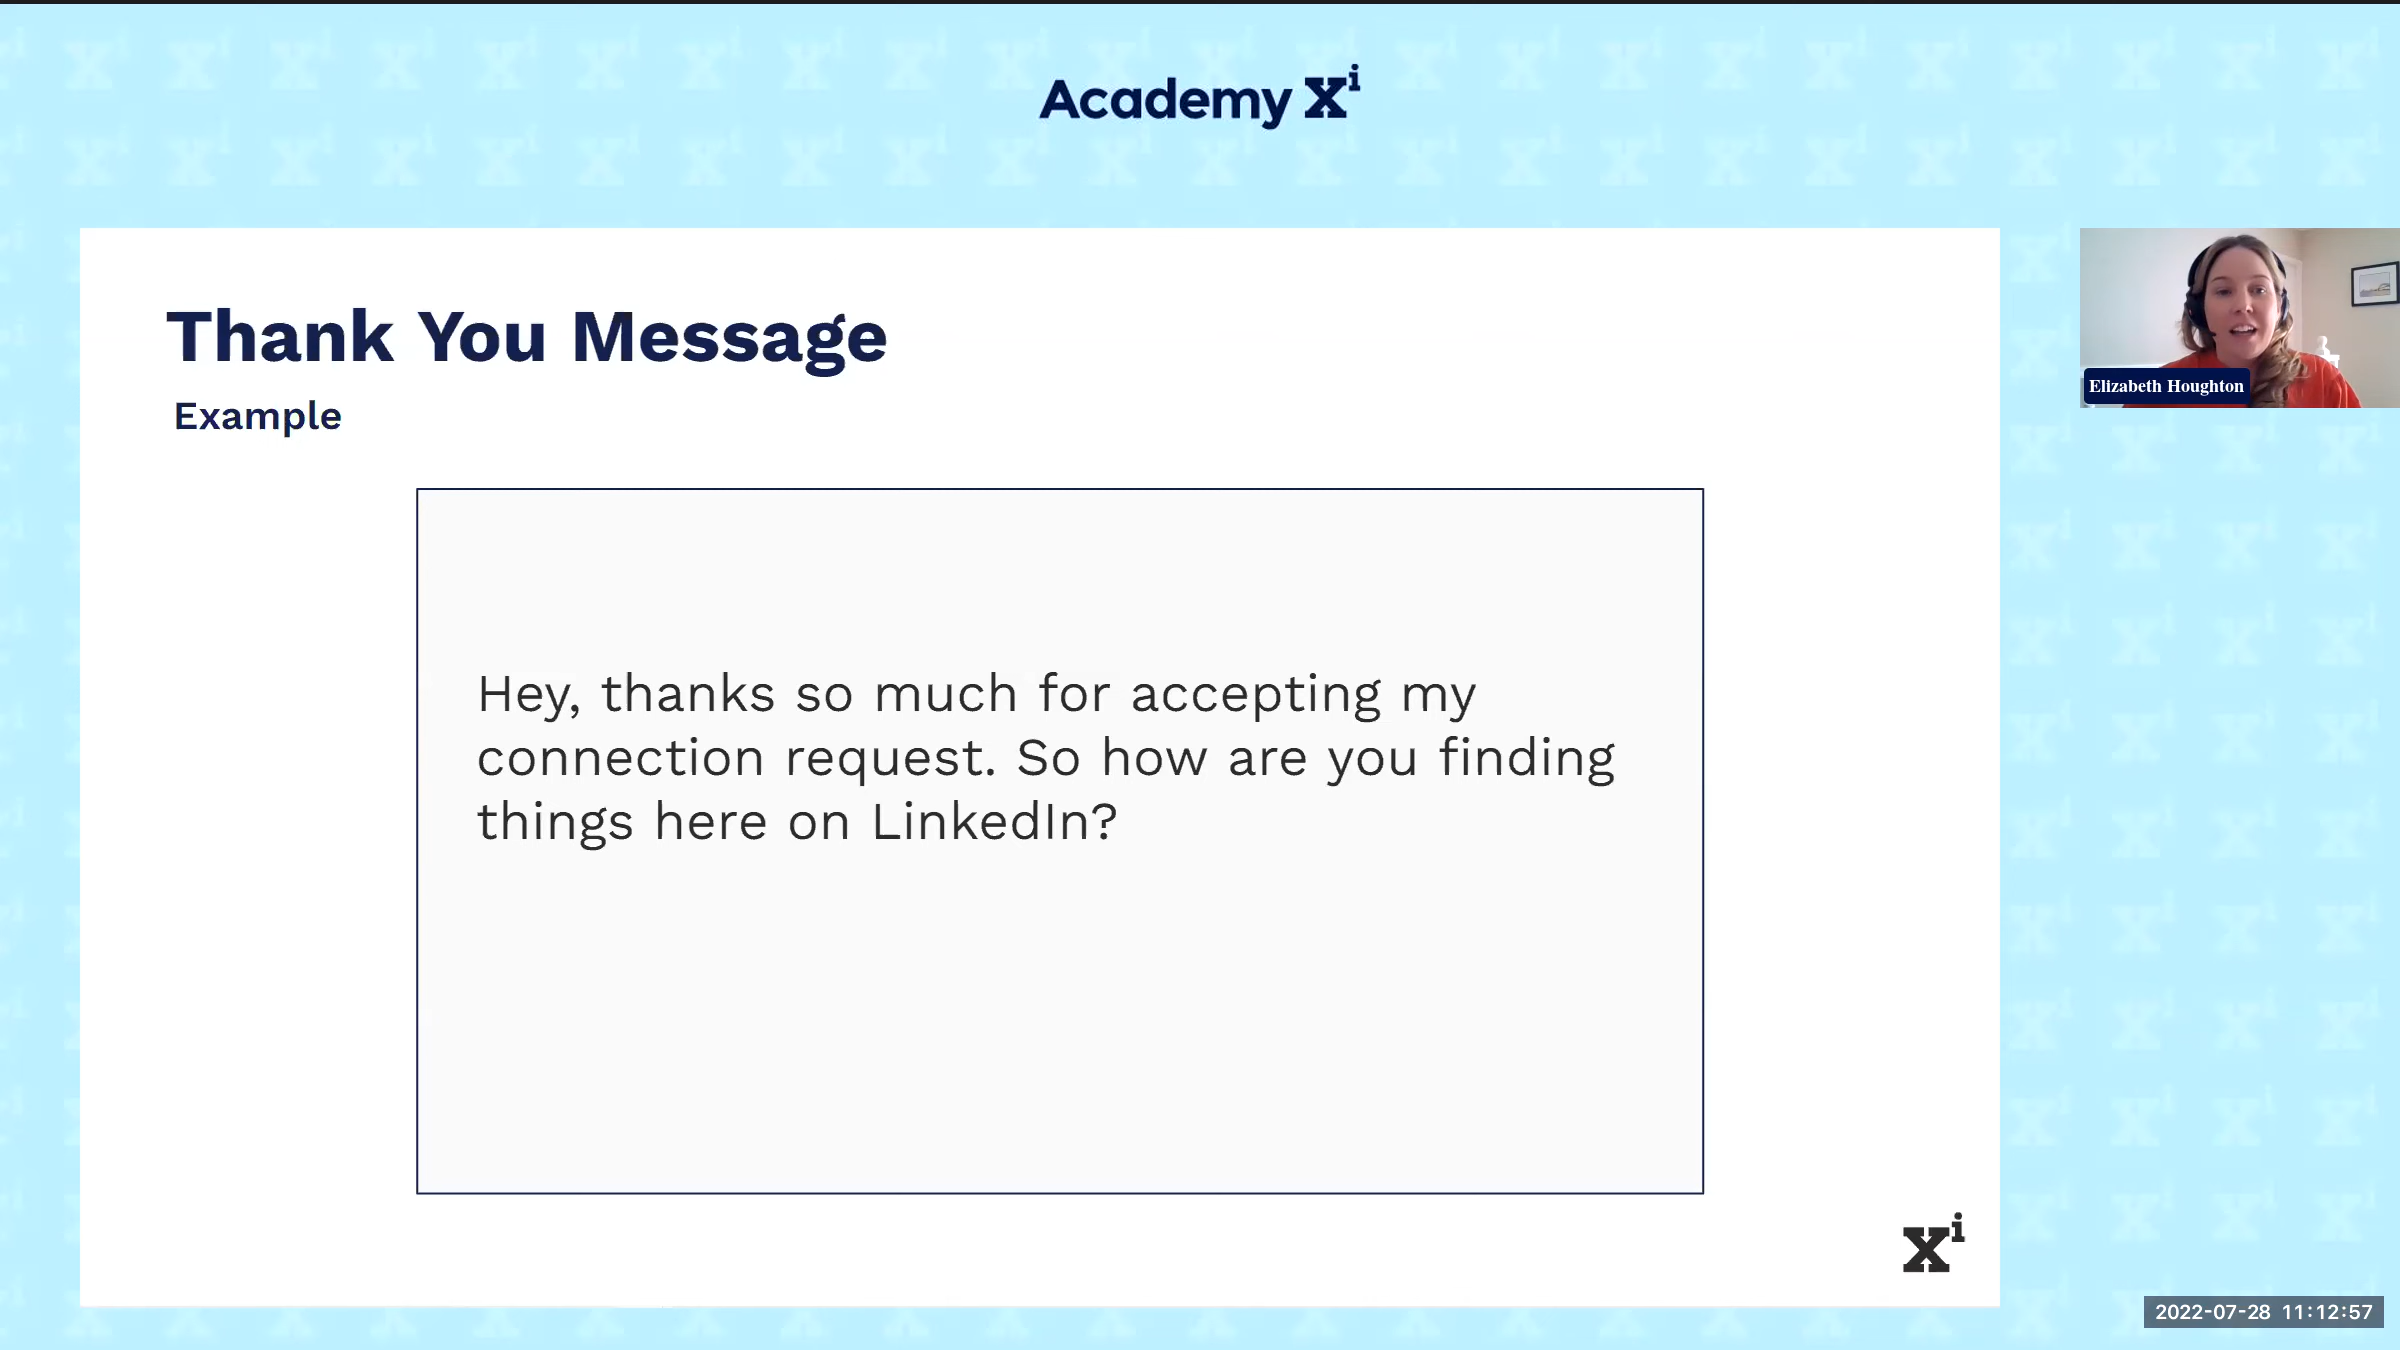 Academy Xi
Thank You Message
Example
Elizabeth Houghton
Hey, thanks so much for accepting my
connection request. So how are you finding
things here on LinkedIn?
Xi
2022-07-28 11:12:57